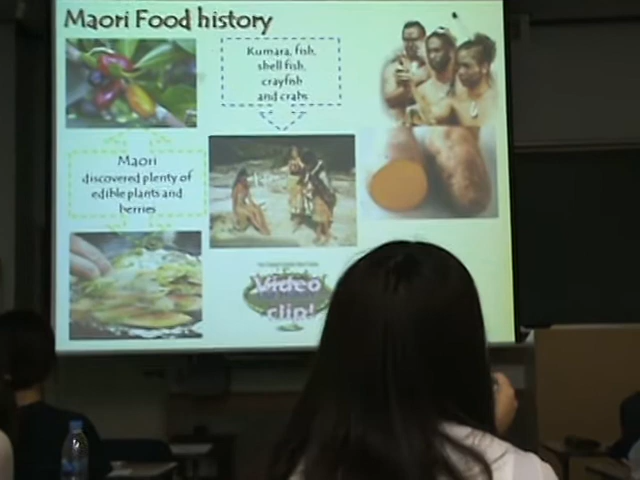 Maori Food history
Kumara, fish,
shell fish,
crayfish
and crabs
Maori
discovered plenty of
edible plants and
berries
Video
clip!